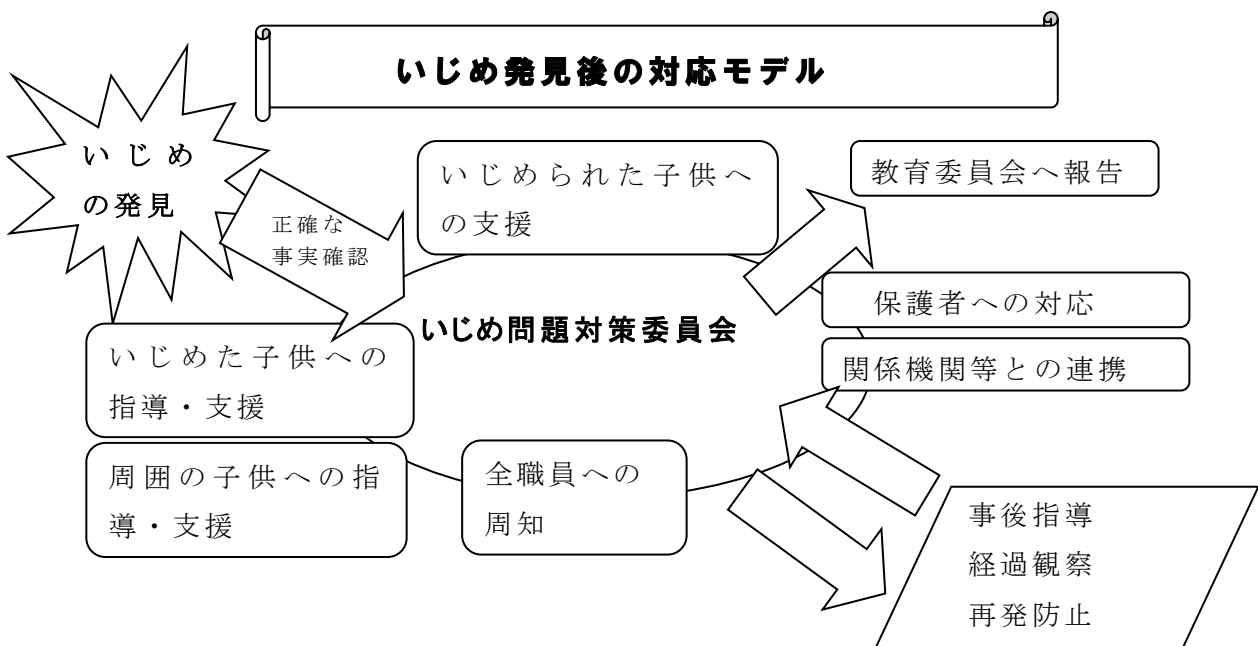 いじめ発見後の対応モデル
いじめ
の発見
正確な
事実確認
いじめられた子供へ
の支援
教育委員会へ報告
保護者への対応
いじめ問題対策委員会
関係機関等との連携
いじめた子供への
指導・支援
周囲の子供への指
導・支援
全職員への
周知
事後指導
経過観察
再発防止